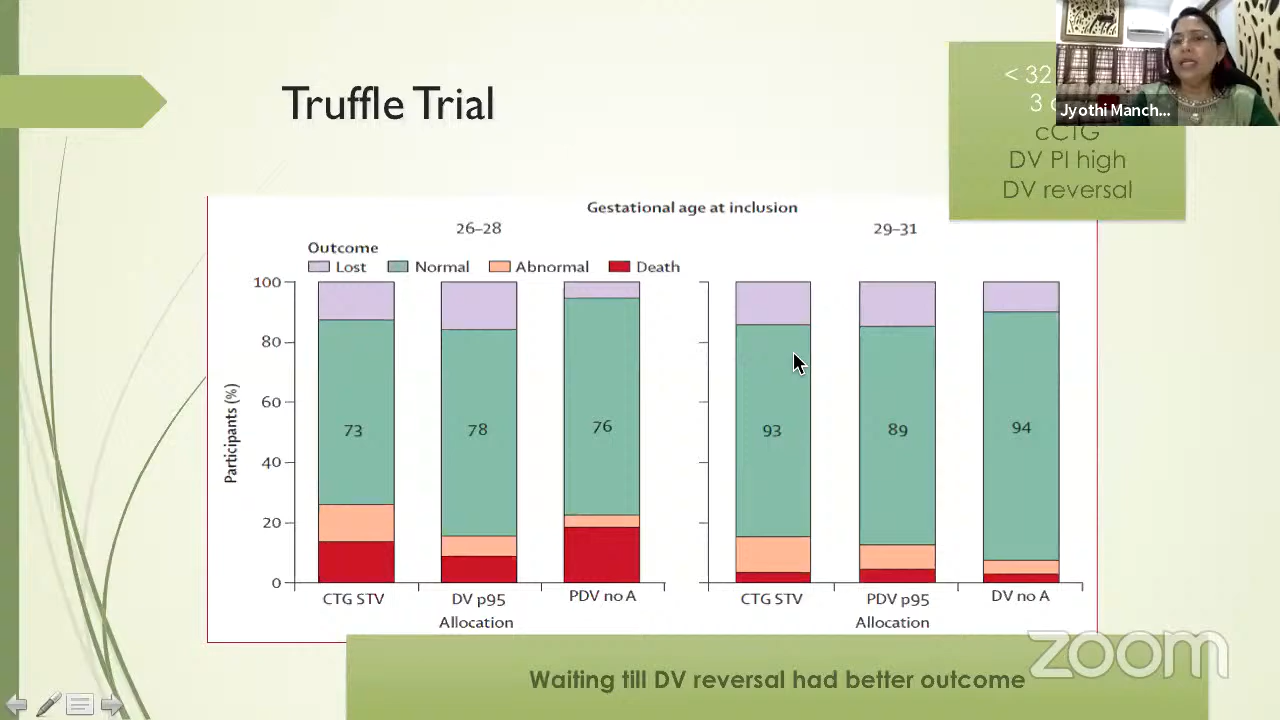 Truffle Trial
< 32
3
cCTG
DV PI high
DV reversal
Jyothi Manch...
Gestational age at inclusion
26–28
29–31
Outcome
Lost
Normal
Abnormal
Death
Participants (%)
100
80
60
40
20
0
73
78
76
93
89
94
CTG STV
DV p95
PDV no A
CTG STV
PDV p95
DV no A
Allocation
Allocation
Waiting till DV reversal had better outcome
zoom